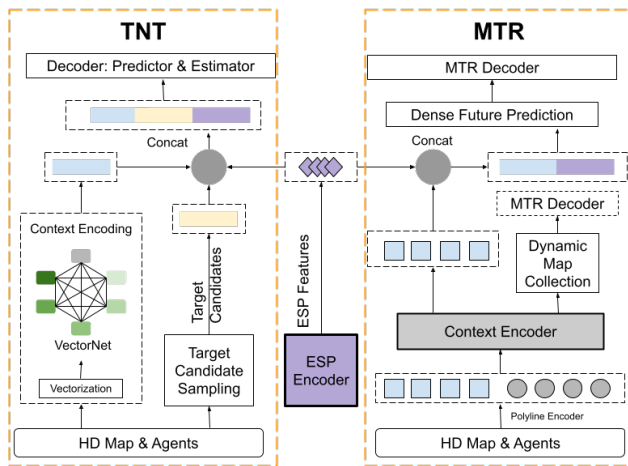 TNT
Decoder: Predictor & Estimator
Concat
Context Encoding
VectorNet
Vectorization
Target
Candidates
Target
Candidate
Sampling
HD Map & Agents
ESP Features
ESP
Encoder
MTR
MTR Decoder
Dense Future Prediction
Concat
MTR Decoder
Dynamic
Map
Collection
Context Encoder
Polyline Encoder
HD Map & Agents